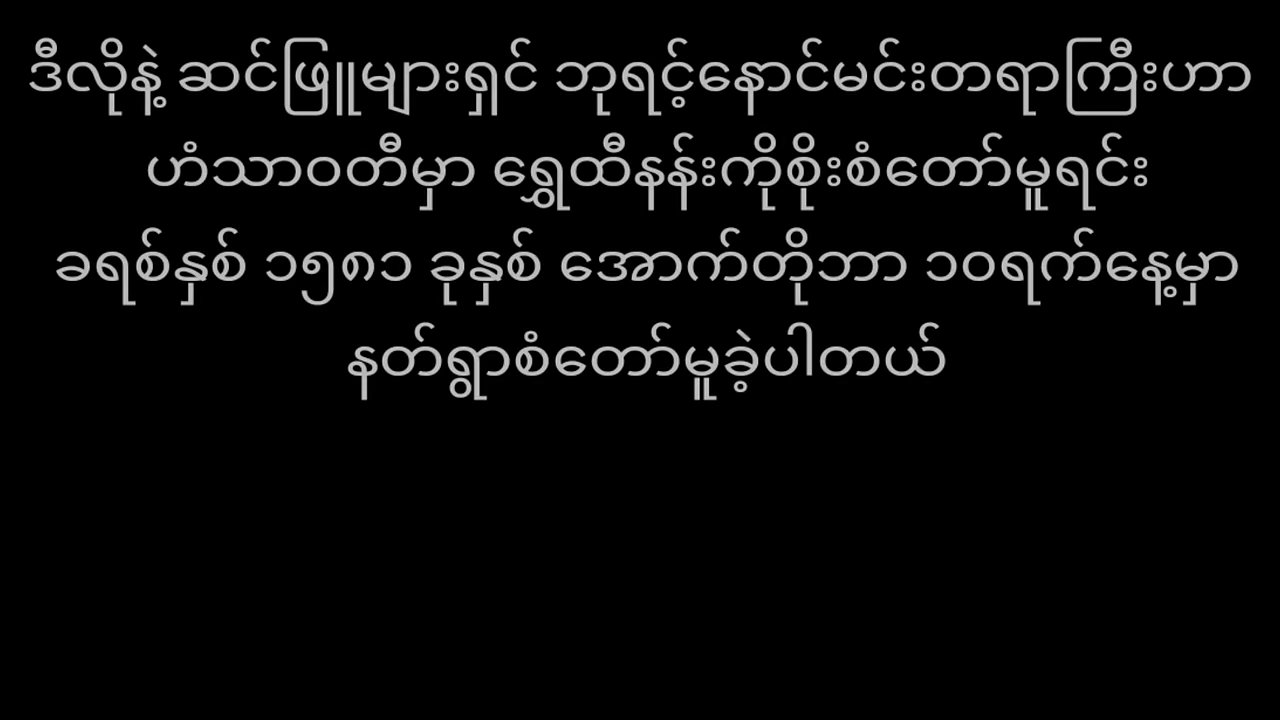 ဒီလိုနဲ့ ဆင်ဖြူများရှင် ဘုရင့်နောင်မင်းတရာကြီးဟာ
ဟံသာဝတီမှာ ရွှေထီနန်းကိုစိုးစံတော်မူရင်း
ခရစ်နှစ် ၁၅၈၁ ခုနှစ် အောက်တိုဘာ ၁၀ရက်နေ့မှာ
နတ်ရွာစံတော်မူခဲ့ပါတယ်